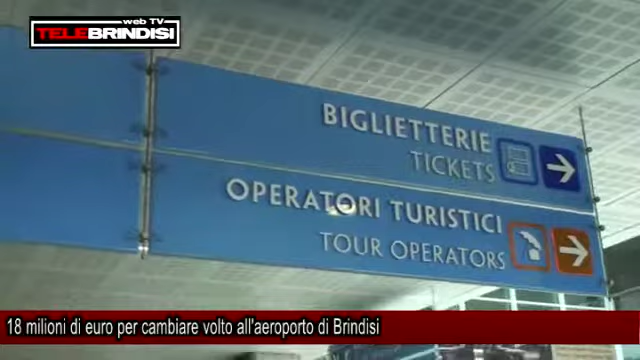 web TV
TELEBRINDISI
BIGLIETTERIE
TICKETS
OPERATORI TURISTICI
TOUR OPERATORS
18 milioni di euro per cambiare volto all'aeroporto di Brindisi